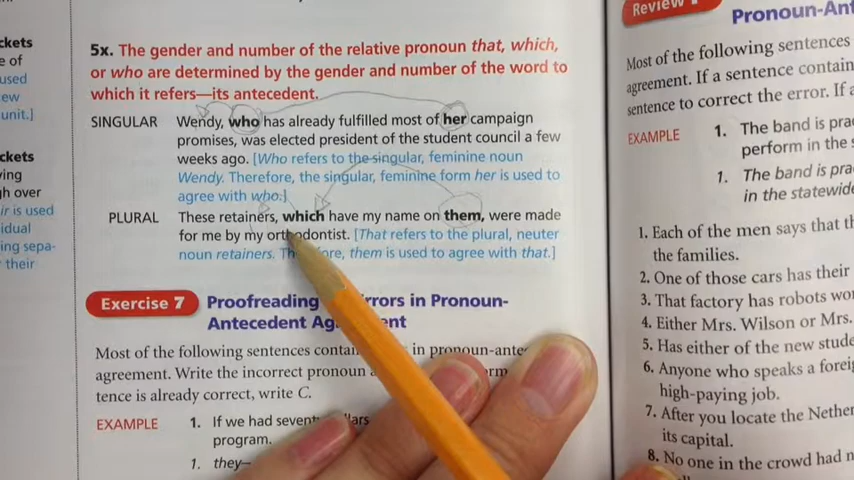 ckets
e of
used
ew
unit.]
ckets
ving
gh over
ir is used
idual
ing sepa-
their
5x. The gender and number of the relative pronoun that, which,
or who are determined by the gender and number of the word to
which it refers—its antecedent.
SINGULAR Wendy, who has already fulfilled most of her campaign
promises, was elected president of the student council a few
weeks ago. [Who refers to the singular, feminine noun
Wendy. Therefore, the singular, feminine form her is used to
agree with who.]
PLURAL These retainers, which have my name on them, were made
for me by my orthodontist. [That refers to the plural, neuter
noun retainers. them is used to agree with that.]
Exercise 7 Proofreading Errors in Pronoun-
Antecedent
Most of the following sentences in pronoun-ante
agreement. Write the incorrect pronoun
tence is already correct, write C.
EXAMPLE 1. If we had
program.
1. they—
Review
Pronoun-Ant
Most of the following sentences
agreement. If a sentence contain
sentence to correct the error. If a
EXAMPLE 1. The band is prac
perform in the s
1. The band is pra
in the statewide
1. Each of the men says that th
the families.
2. One of those cars has their
3. That factory has robots wo
4. Either Mrs. Wilson or Mrs.
5. Has either of the new stude
6. Anyone who speaks a foreig
high-paying job.
7. After you locate the Nether
its capital.
8. No one in the crowd had n